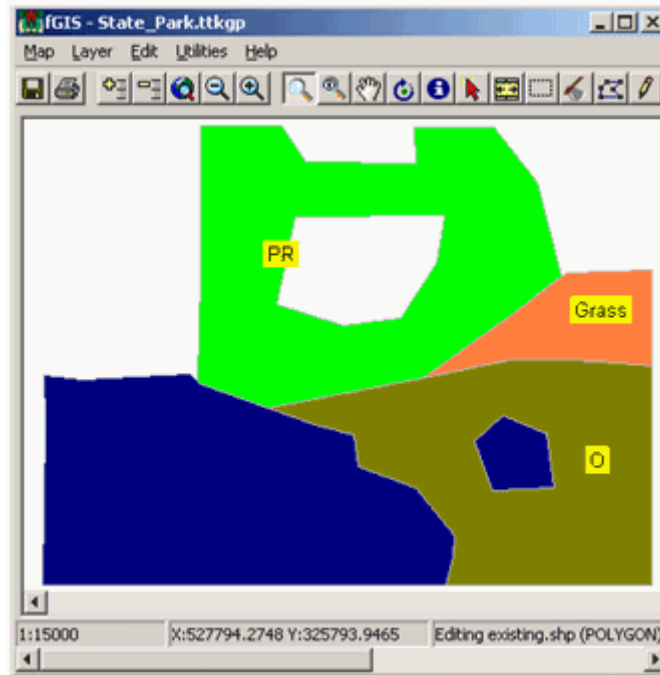 fGIS - State_Park.ttkgp
Map Layer Edit Utilities Help
PR
Grass
O
1:15000 X:527794.2748 Y:325793.9465 Editing existing.shp (POLYGON)